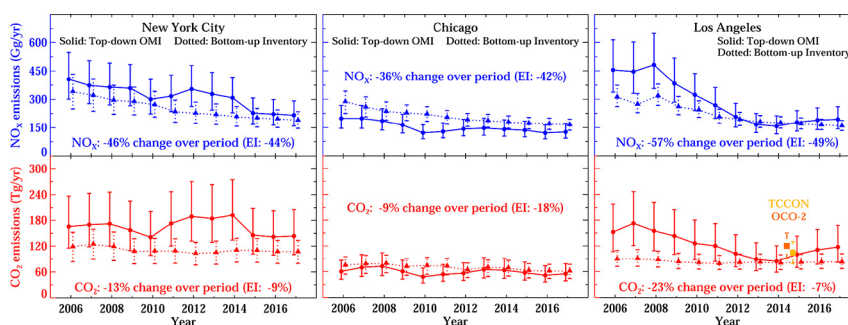 New York City
Solid: Top-down OMI Dotted: Bottom-up Inventory
Chicago
Solid: Top-down OMI Dotted: Bottom-up Inventory
Los Angeles
Solid: Top-down OMI
Dotted: Bottom-up Inventory
NOX emissions (Gg/yr)
600
450
300
150
NOX: -46% change over period (EI: -44%)
NOX: -36% change over period (EI: -42%)
NOX: -57% change over period (EI: -49%)
CO2 emissions (Tg/yr)
300
240
180
120
60
0
CO2: -13% change over period (EI: -9%)
CO2: -9% change over period (EI: -18%)
TCCON
OCO-2
CO2: -23% change over period (EI: -7%)
2006 2008 2010 2012 2014 2016
2006 2008 2010 2012 2014 2016
2006 2008 2010 2012 2014 2016
Year
Year
Year